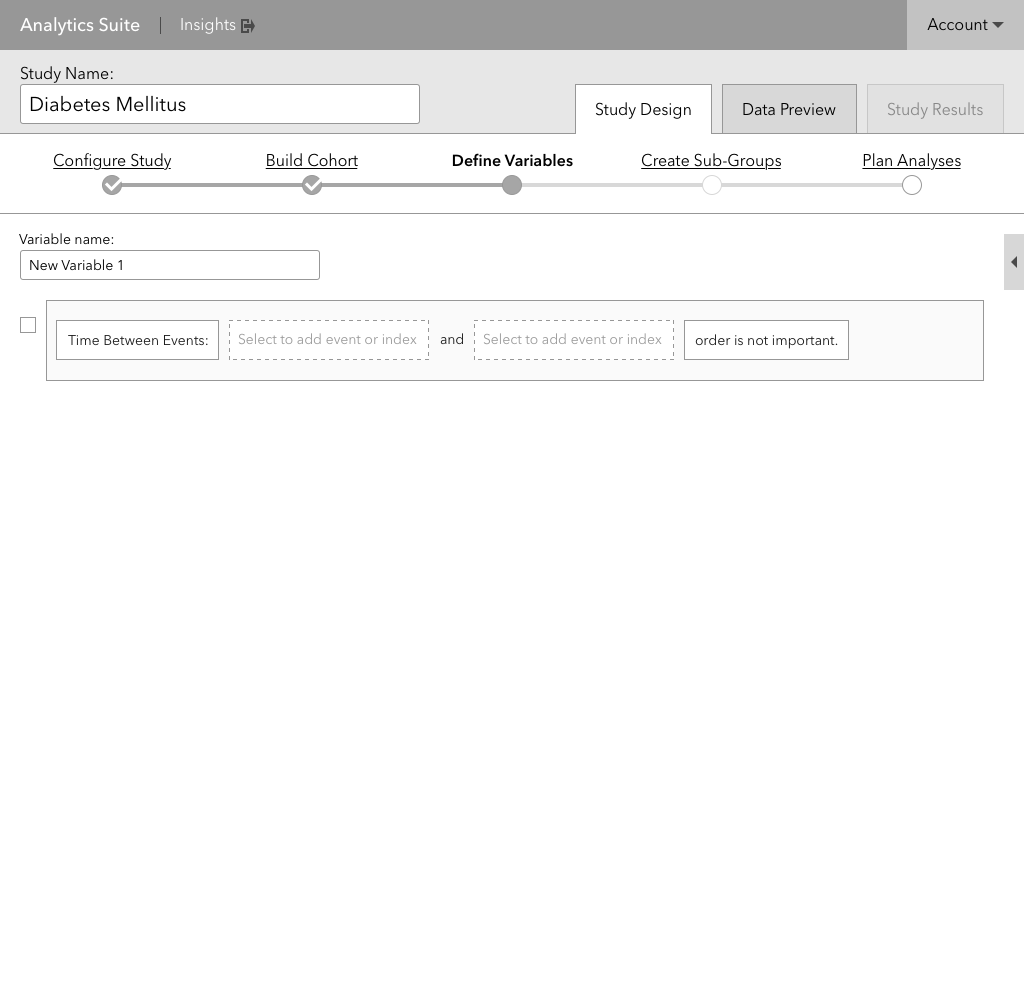 Analytics Suite | Insights Account
Study Name:
Diabetes Mellitus
Study Design Data Preview Study Results
Configure Study Build Cohort Define Variables Create Sub-Groups Plan Analyses
Variable name:
New Variable 1
Time Between Events: Select to add event or index and Select to add event or index order is not important.